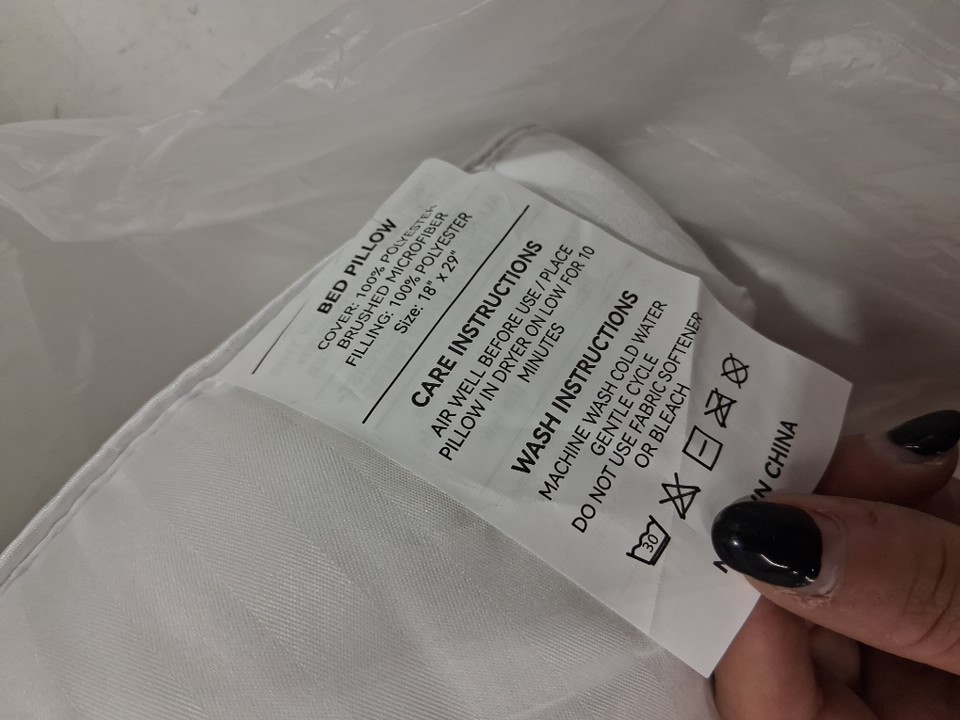 BED PILLOW
COVER: 100% POLYESTER
BRUSHED MICROFIBER
FILLING: 100% POLYESTER
Size: 18" X 29"
CARE INSTRUCTIONS
AIR WELL BEFORE USE / PLACE
PILLOW IN DRYER ON LOW FOR 10
MINUTES
WASH INSTRUCTIONS
MACHINE WASH COLD WATER
GENTLE CYCLE
DO NOT USE FABRIC SOFTENER
OR BLEACH
30
IN CHINA